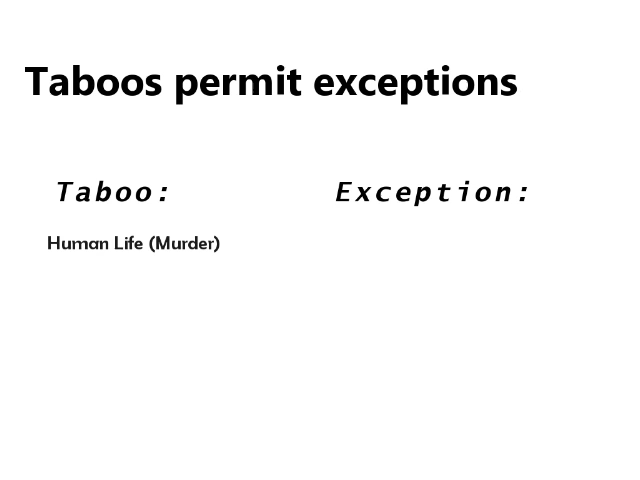 Taboos permit exceptions
Taboo: Exception:
Human Life (Murder)